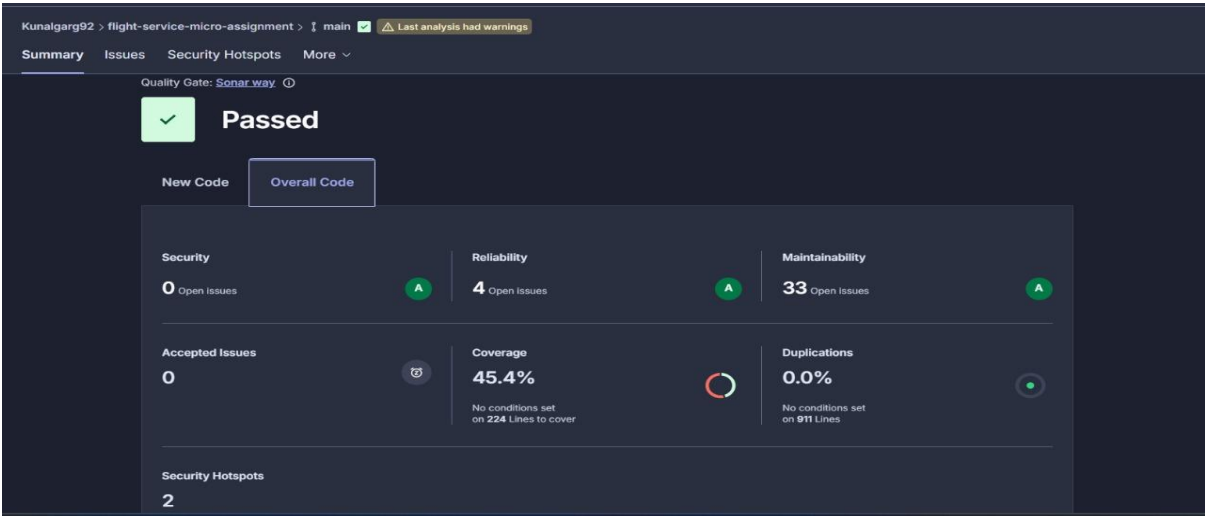 Kunalgarg92 > flight-service-micro-assignment > main Last analysis had warnings
Summary Issues Security Hotspots More
Quality Gate: Sonar way
Passed
New Code Overall Code
Security Reliability Maintainability
0 Open issues A 4 Open issues A 33 Open issues A
Accepted Issues Coverage Duplications
0 45.4% 0.0%
No conditions set No conditions set
on 224 Lines to cover on 911 Lines
Security Hotspots
2